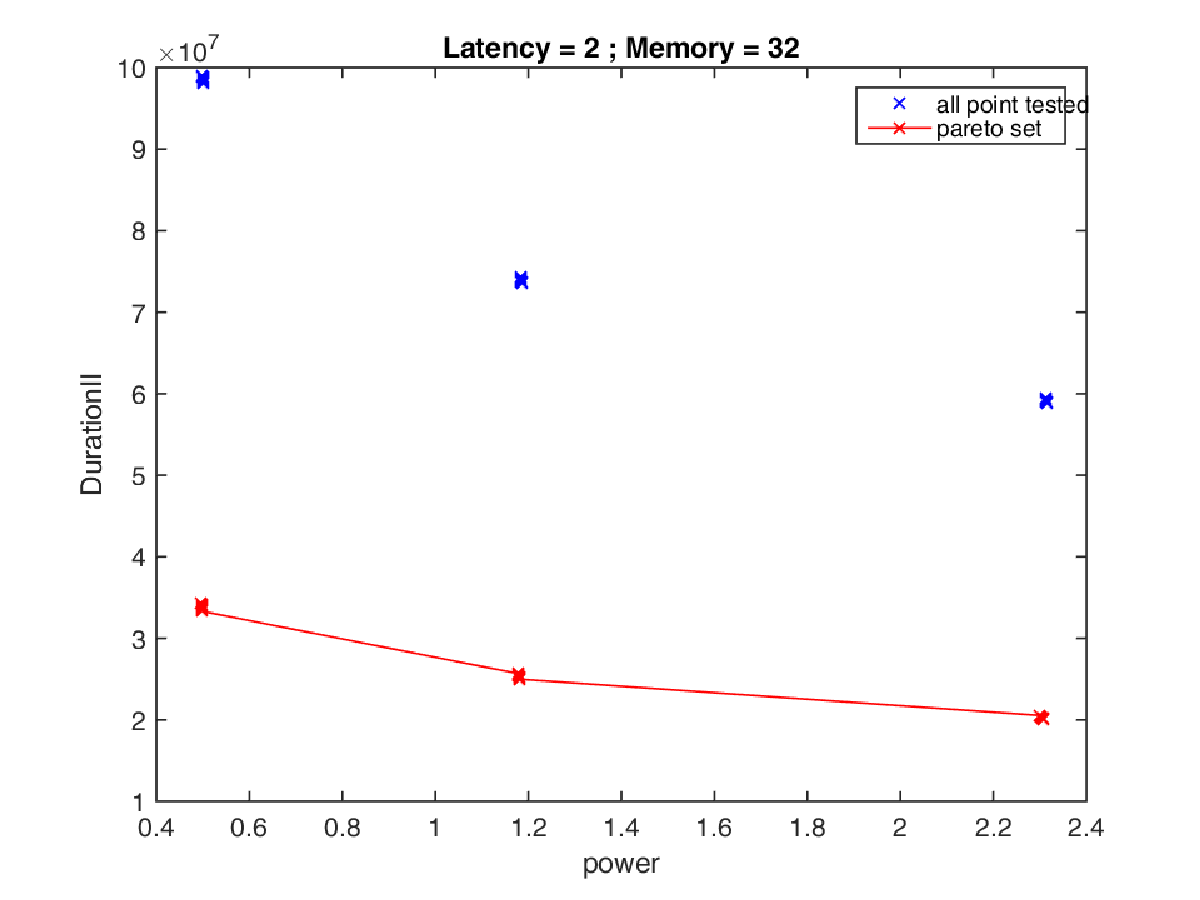 Latency = 2 ; Memory = 32
×10⁷
all point tested
pareto set
10
9
8
7
6
5
4
3
2
1
DurationII
0.4 0.6 0.8 1 1.2 1.4 1.6 1.8 2 2.2 2.4
power